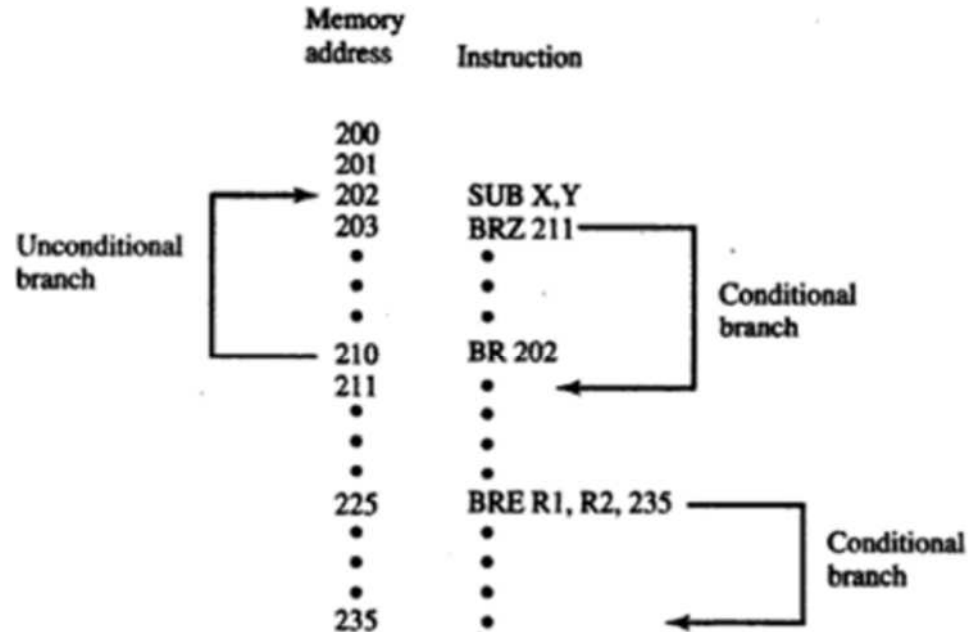 Memory
address
Instruction
200
201
202 SUB X,Y
203 BRZ 211
Unconditional
branch
Conditional
branch
210 BR 202
211
225 BRE R1, R2, 235
Conditional
branch
235